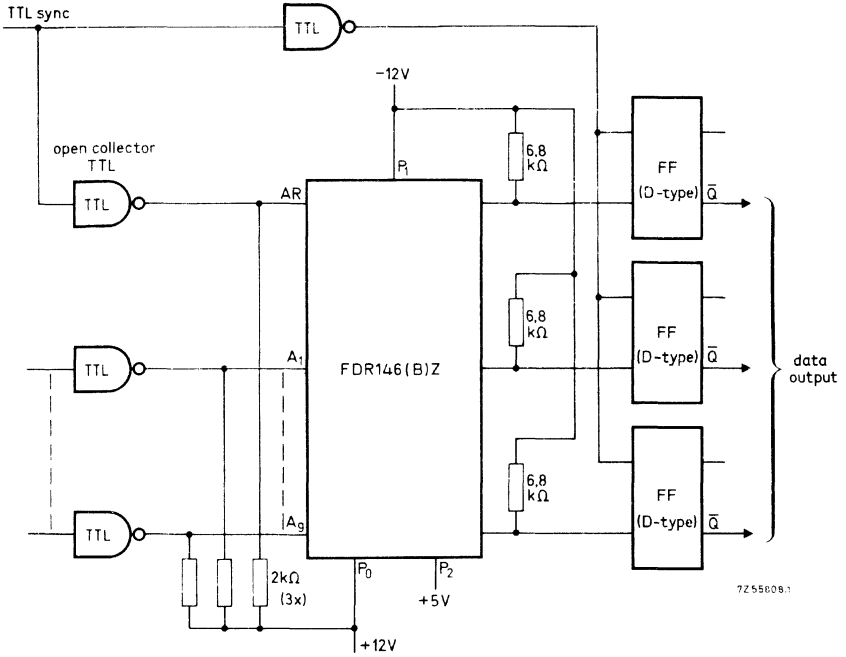 TTL sync
TTL
-12V
open collector
TTL
TTL
AR
P1
6,8
kΩ
FF
(D-type)
Q̅
TTL
A1
FDR146(B)Z
6,8
kΩ
FF
(D-type)
Q̅
data
output
TTL
A9
6,8
kΩ
FF
(D-type)
Q̅
2kΩ
(3x)
P0
P2
+5V
+12V
7Z55808.1